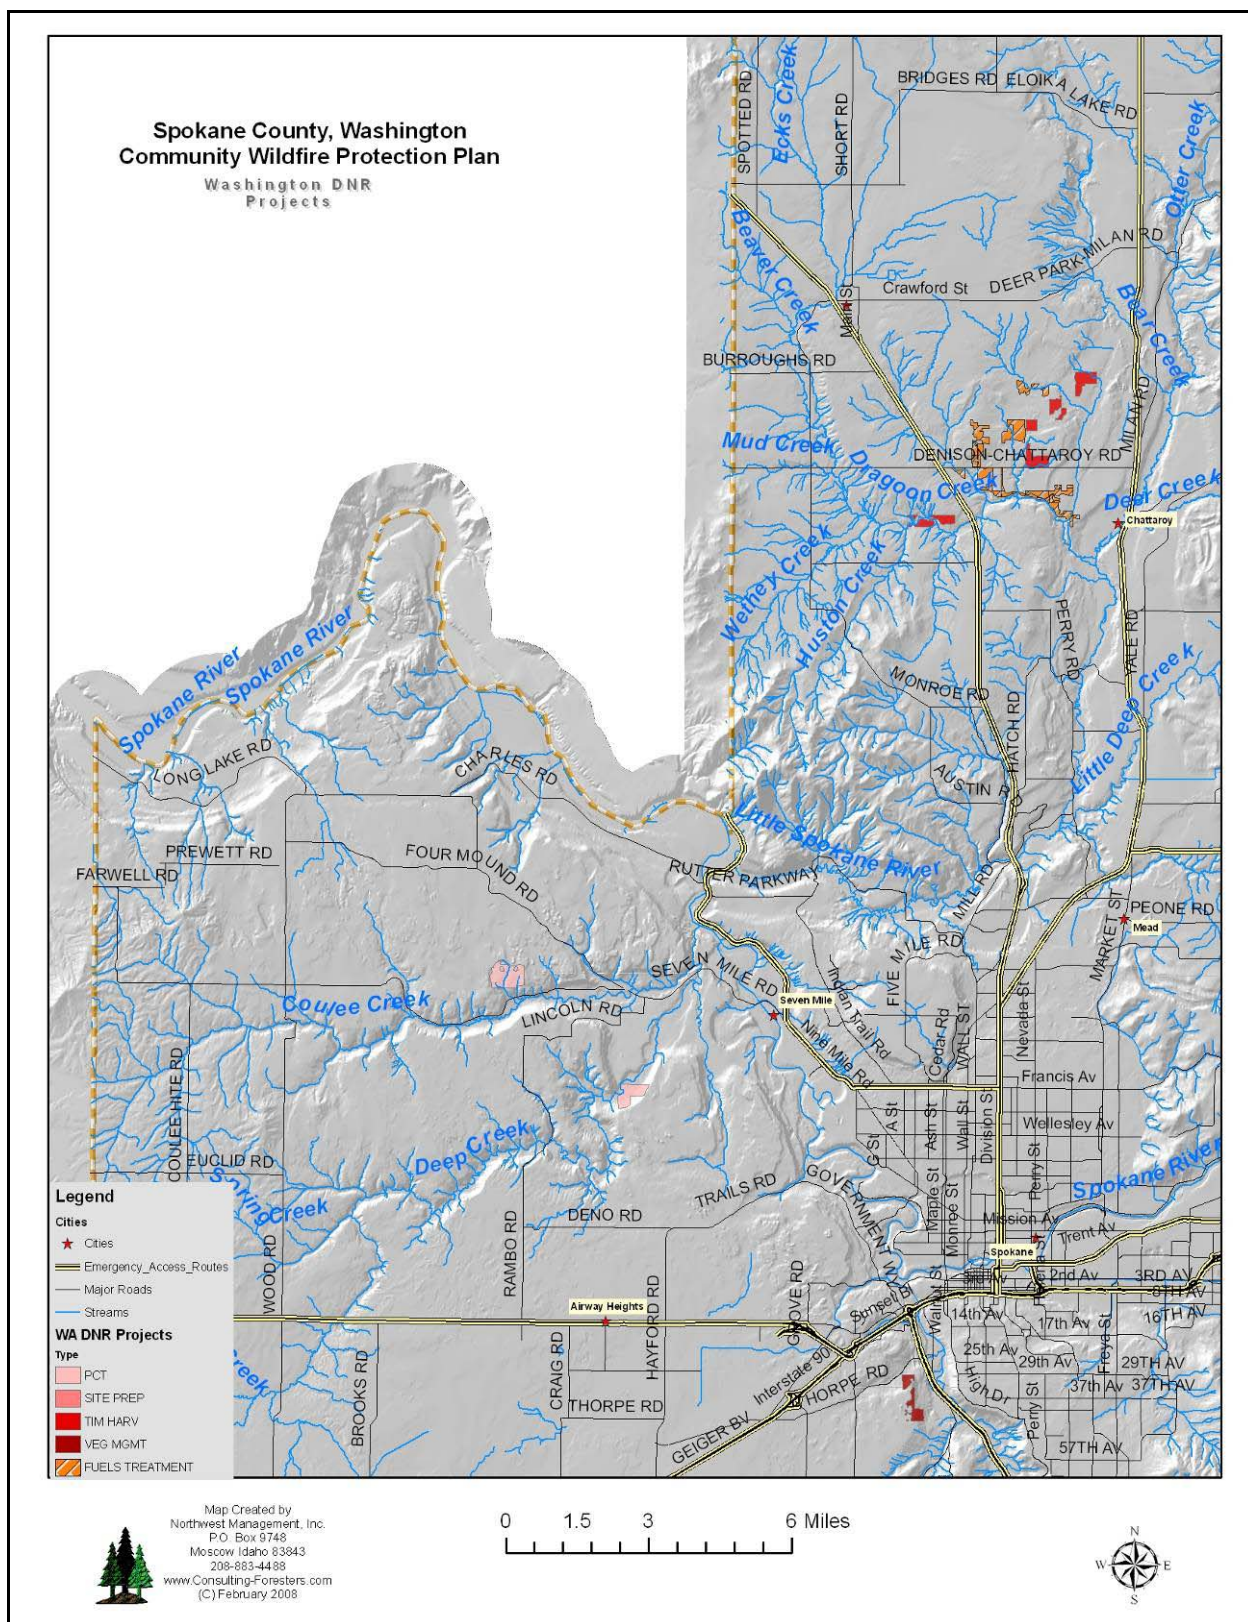 Spokane County, Washington
Community Wildfire Protection Plan
Washington DNR
Projects
BRIDGES RD
ELOIKA LAKE RD
SPOTTED RD
Ecks Creek
SHORT RD
Otter Creek
Beaver Creek
DEER PARK-MILAN RD
Crawford St
Main St
Bear Creek
BURROUGHS RD
MILAN RD
Mud Creek
Dragoon Creek
DENISON-CHATTAROY RD
Deer Creek
Chattaroy
Wethey Creek
Huston Creek
PERRY RD
YALE RD
Spokane River
Spokane River
MONROE RD
HATCH RD
Little Deep Creek
LONG LAKE RD
CHARLES RD
AUSTIN RD
Little Spokane River
PREWETT RD
FOUR MOUND RD
FARWELL RD
RUTTER PARKWAY
MILL RD
MARKET ST
PEONE RD
Mead
FIVE MILE RD
SEVEN MILE RD
Indian Trail Rd
Coulee Creek
LINCOLN RD
Seven Mile
Nine Mile Rd
Cedar Rd
WALL ST
Nevada St
Francis Av
COULEE HITE RD
A St
G St
Ash St
Wall St
Division St
Wellesley Av
Deep Creek
EUCLID RD
Spring Creek
TRAILS RD
GOVERNMENT WY
Maple St
Monroe St
Perry St
Spokane River
DENO RD
Mission Av
Trent Av
Spokane
WOOD RD
RAMBO RD
HAYFORD RD
GROVE RD
Sunset Bl
Walnut St
2nd Av
3RD AV
8TH AV
Airway Heights
14th Av
17th Av
16TH AV
Freya St
Interstate 90
25th Av
29th Av
29TH AV
37th Av
37TH AV
Creek
BROOKS RD
CRAIG RD
THORPE RD
THORPE RD
High Dr
Perry St
GEIGER BV
57TH AV
Legend
Cities
Cities
Emergency_Access_Routes
Major Roads
Streams
WA DNR Projects
Type
PCT
SITE PREP
TIM HARV
VEG MGMT
FUELS TREATMENT
Map Created by
Northwest Management, Inc.
P.O. Box 9748
Moscow Idaho 83843
208-883-4488
www.Consulting-Foresters.com
(C) February 2008
0 1.5 3 6 Miles
N
W E
S